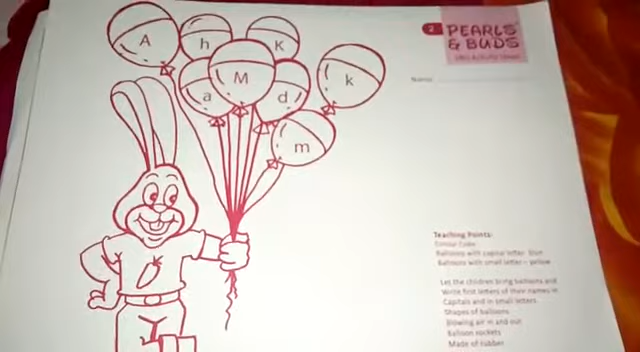 A
h
K
M
a
d
k
m
2
PEARLS
& BUDS
Name
Teaching Points:
Colour Code:
Balloons with capital letter- blue
Balloons with small letter – yellow
Let the children bring balloons and
Write first letters of their names in
Capitals and in small letters.
Shapes of balloons
Blowing air in and out
Balloon rockets
Made of rubber